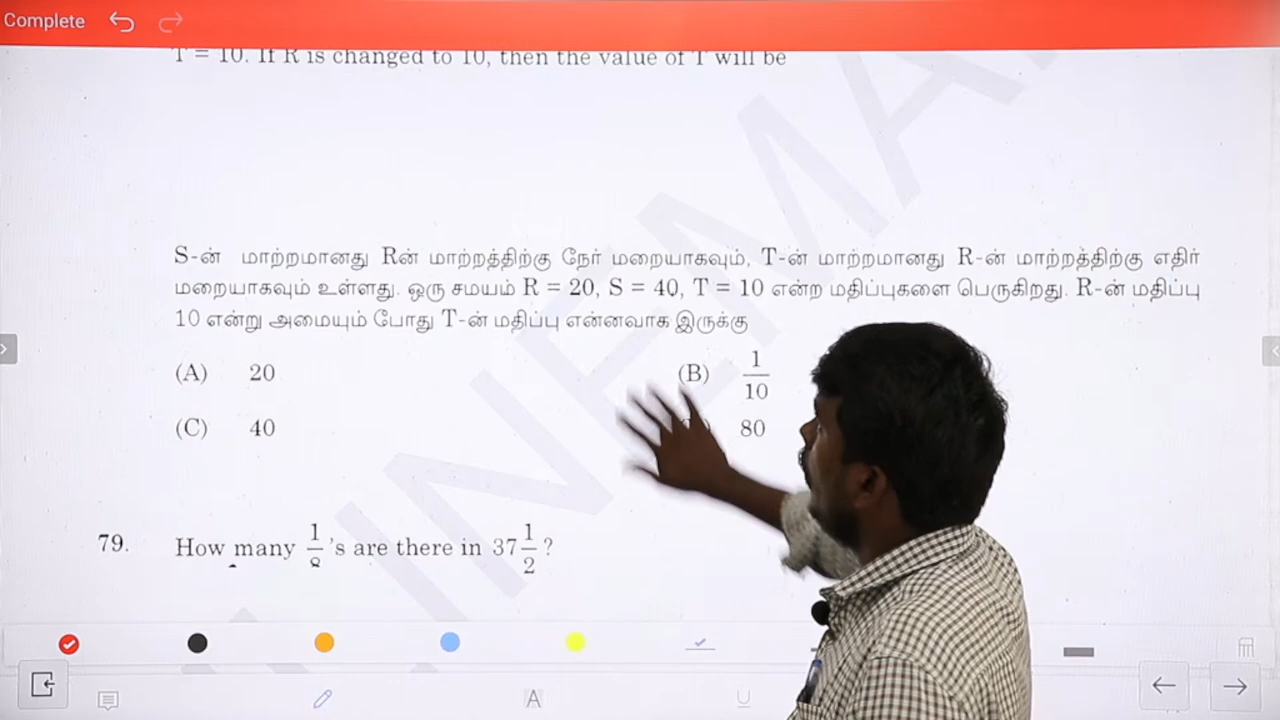 Complete
T = 10. If R is changed to 10, then the value of T will be
S-ன் மாற்றமானது Rன் மாற்றத்திற்கு நேர் மறையாகவும், T-ன் மாற்றமானது R-ன் மாற்றத்திற்கு எதிர்
மறையாகவும் உள்ளது. ஒரு சமயம் R = 20, S = 40, T = 10 என்ற மதிப்புகளை பெருகிறது. R-ன் மதிப்பு
10 என்று அமையும் போது T-ன் மதிப்பு என்னவாக இருக்கு
(A) 20 (B) 1/10
(C) 40 80
79. How many 1/8's are there in 37 1/2 ?
A
U